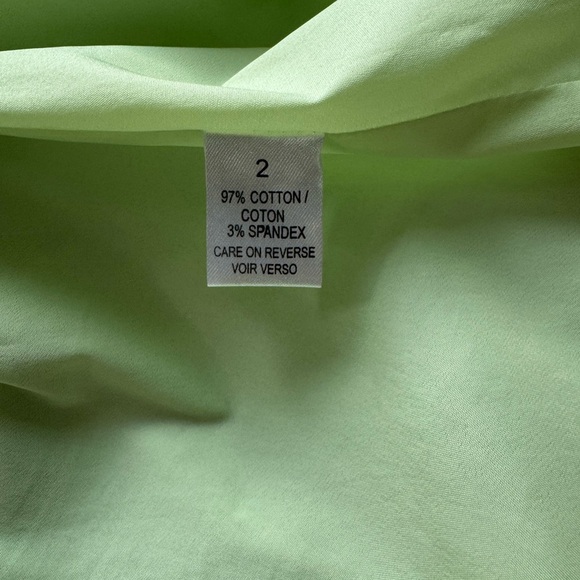 2
97% COTTON /
COTON
3% SPANDEX
CARE ON REVERSE
VOIR VERSO